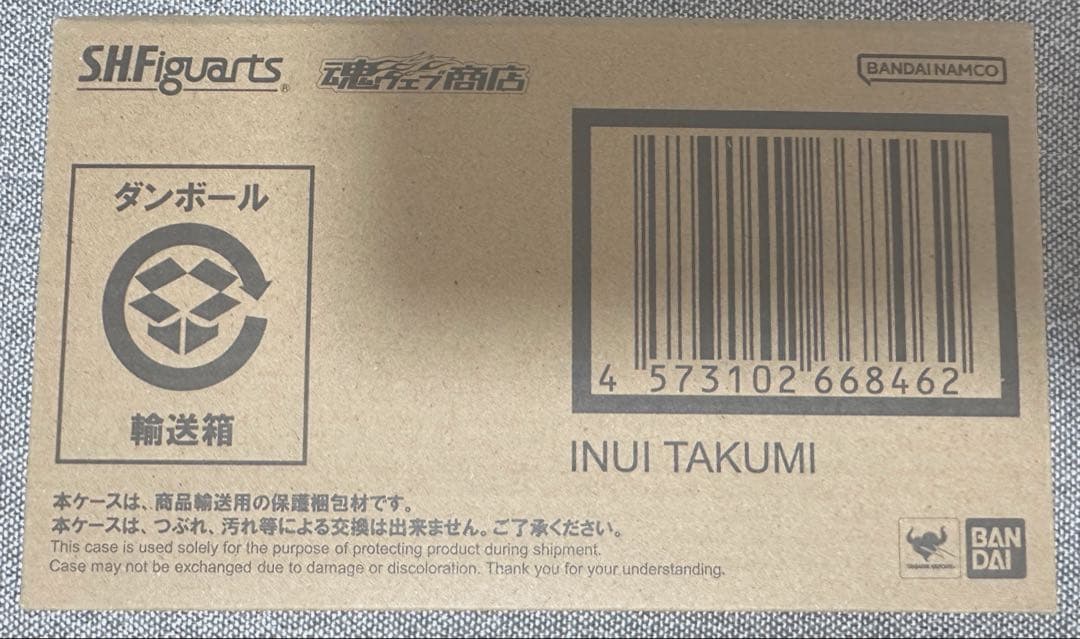 S.H.Figuarts®
魂ウェブ商店
BANDAI NAMCO
ダンボール
輸送箱
4 573102 668462
INUI TAKUMI
本ケースは、商品輸送用の保護梱包材です。
本ケースは、つぶれ、汚れ等による交換は出来ません。ご了承ください。
This case is used solely for the purpose of protecting product during shipment.
Case may not be exchanged due to damage or discoloration. Thank you for your understanding.
BAN
DAI